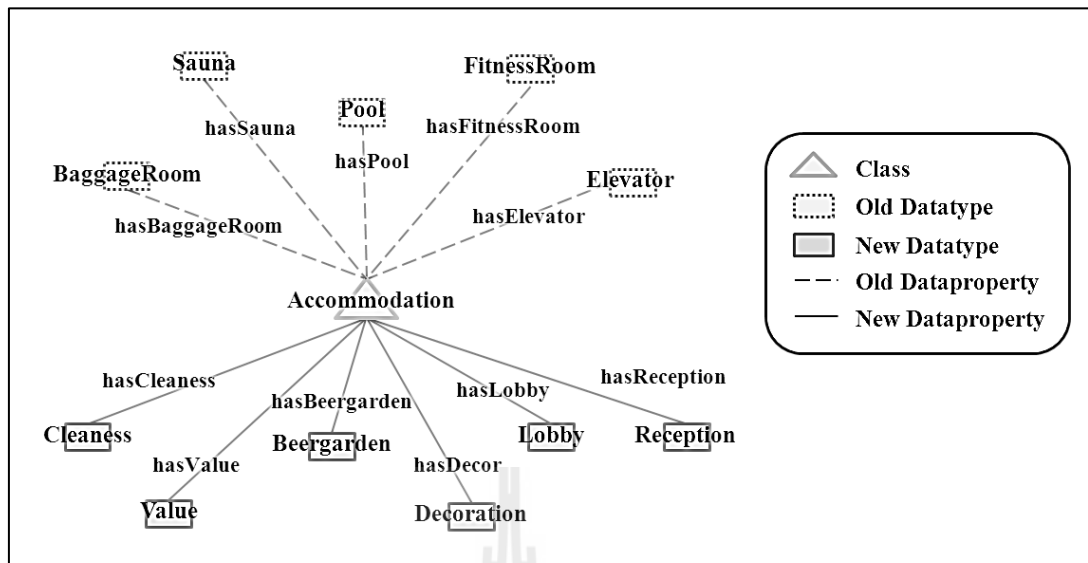 Sauna
FitnessRoom
Pool
hasSauna
hasFitnessRoom
hasPool
BaggageRoom
Elevator
hasBaggageRoom
hasElevator
Accommodation
hasCleaness
hasLobby
hasReception
hasBeergarden
Cleaness
Beergarden
Lobby
Reception
hasValue
hasDecor
Value
Decoration
Class
Old Datatype
New Datatype
Old Dataproperty
New Dataproperty